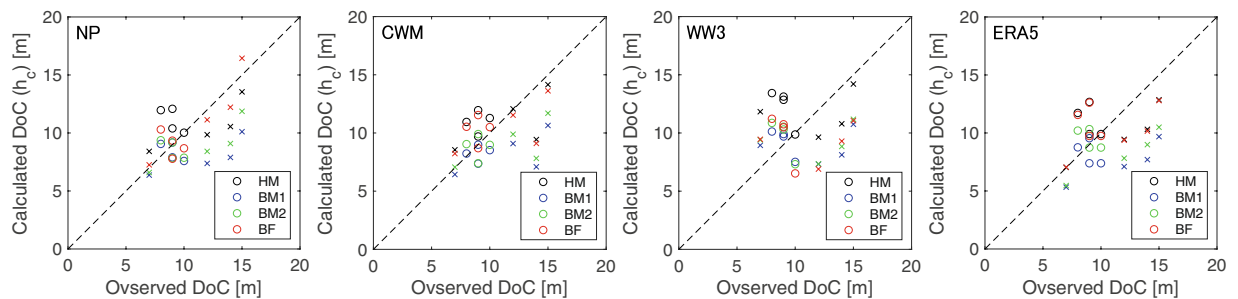 NP
Calculated DoC (h_c) [m]
20
15
10
5
0
0 5 10 15 20
Ovserved DoC [m]
HM
BM1
BM2
BF
CWM
Calculated DoC (h_c) [m]
20
15
10
5
0
0 5 10 15 20
Ovserved DoC [m]
HM
BM1
BM2
BF
WW3
Calculated DoC (h_c) [m]
20
15
10
5
0
0 5 10 15 20
Ovserved DoC [m]
HM
BM1
BM2
BF
ERA5
Calculated DoC (h_c) [m]
20
15
10
5
0
0 5 10 15 20
Ovserved DoC [m]
HM
BM1
BM2
BF